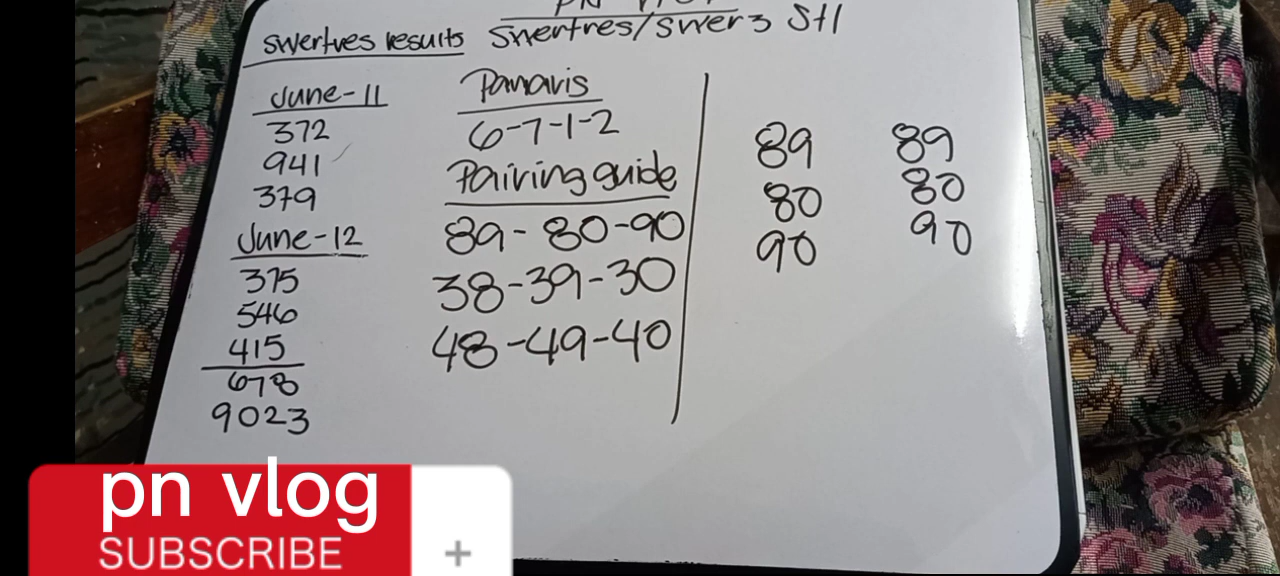 swertres results swertres/swer3 Stl
June-11
372
941
379
June-12
375
546
415
678
9023
Pamaris
6-7-1-2
Pairing guide
89-80-90
38-39-30
48-49-40
89 89
80 80
90 90
pn vlog
SUBSCRIBE +